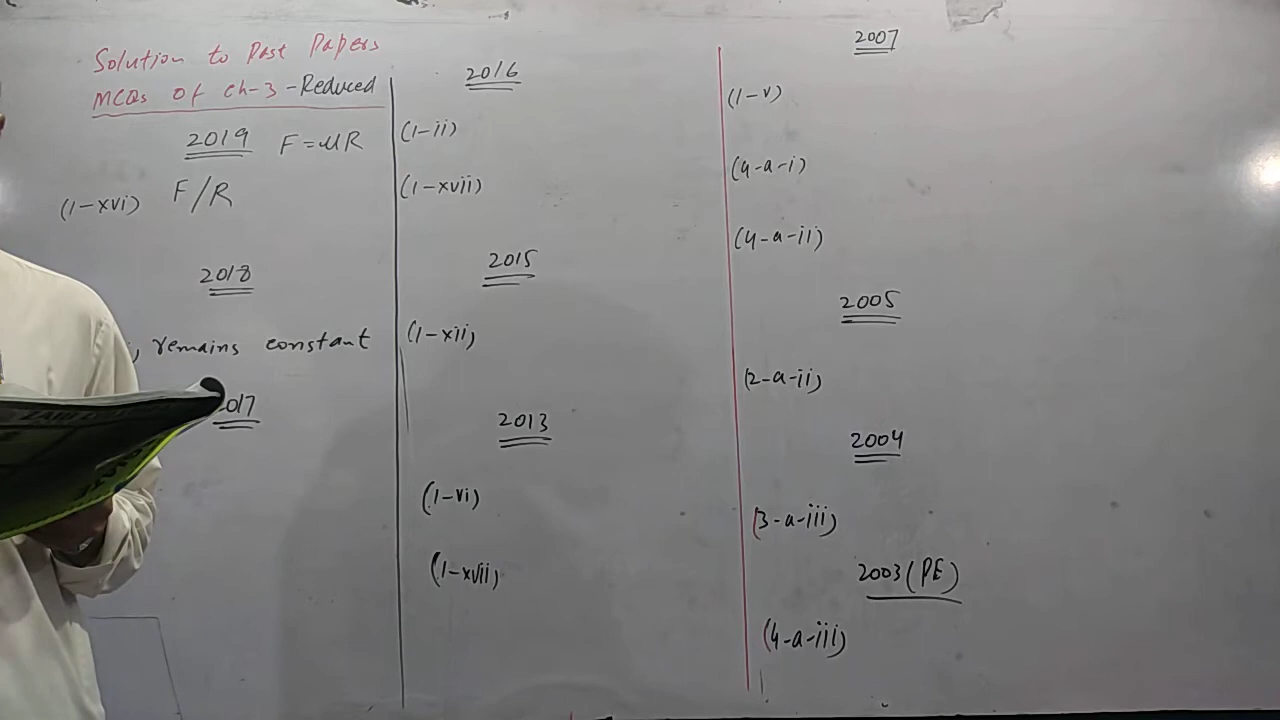 Solution to Past Papers
MCQs of Ch-3-Reduced
2019 F=μR
(1-xvi) F/R
2018
, remains constant
017
2016
(1-ii)
(1-xvii)
2015
(1-xii)
2013
(1-vi)
(1-xvii)
2007
(1-v)
(4-a-i)
(4-a-ii)
2005
(2-a-ii)
2004
(3-a-iii)
2003(PE)
(4-a-iii)